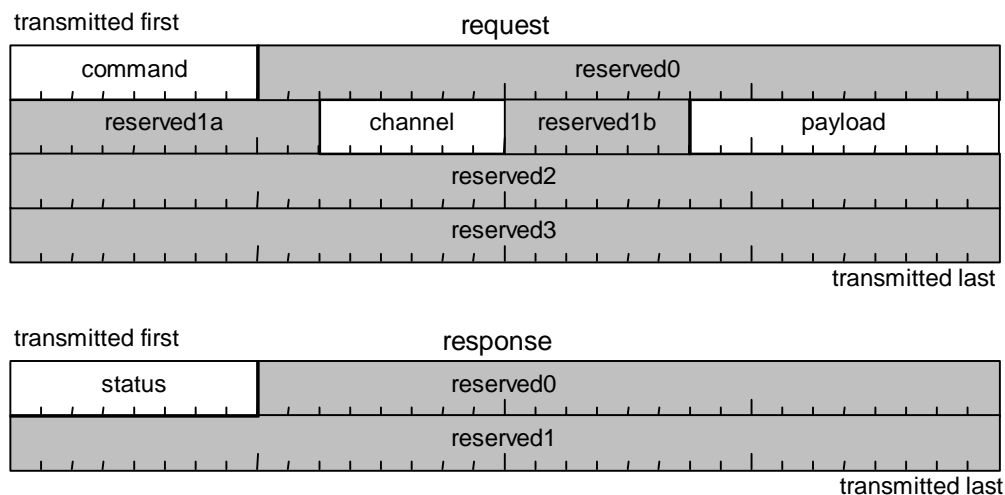 transmitted first
request
command reserved0
reserved1a channel reserved1b payload
reserved2
reserved3
transmitted last
transmitted first
response
status reserved0
reserved1
transmitted last